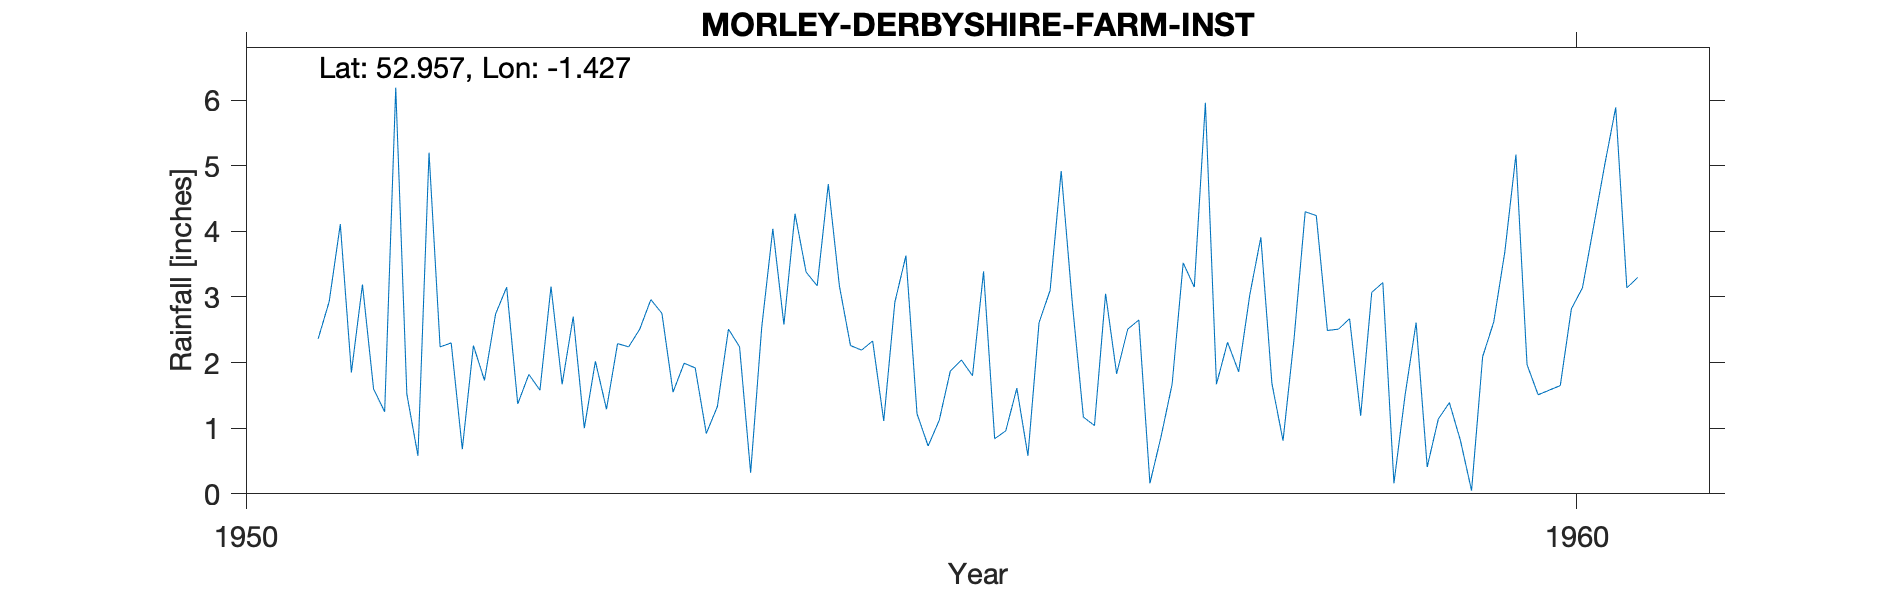 MORLEY-DERBYSHIRE-FARM-INST
Lat: 52.957, Lon: -1.427
Rainfall [inches]
6
5
4
3
2
1
0
1950
1960
Year